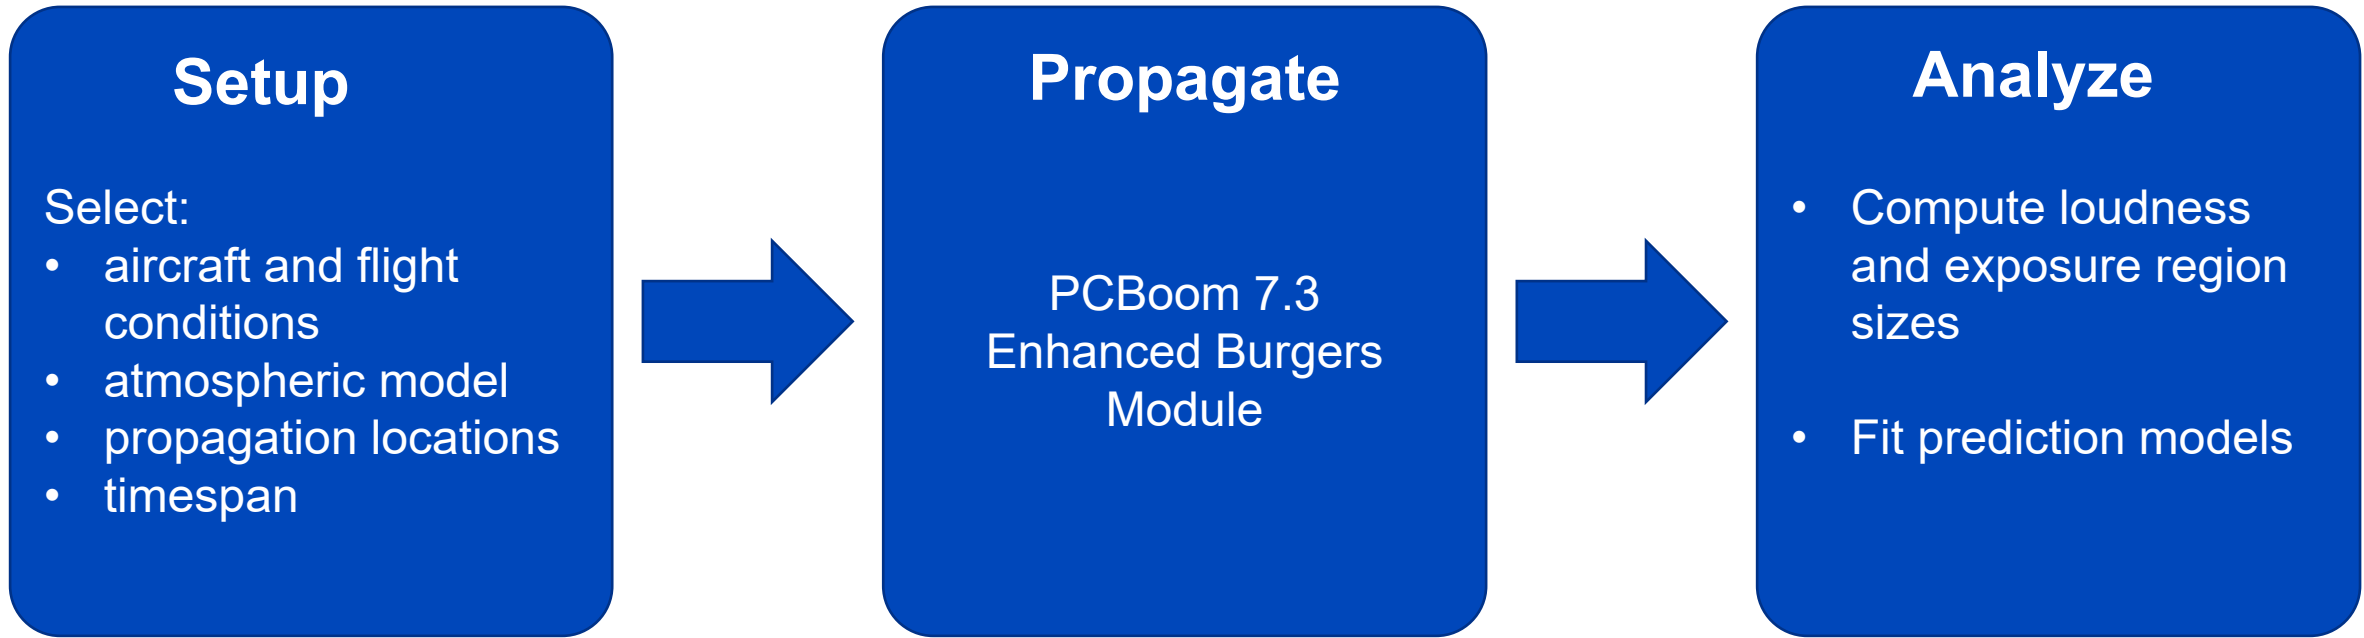 Setup
Select:
• aircraft and flight
conditions
• atmospheric model
• propagation locations
• timespan
Propagate
PCBoom 7.3
Enhanced Burgers
Module
Analyze
• Compute loudness
and exposure region
sizes
• Fit prediction models